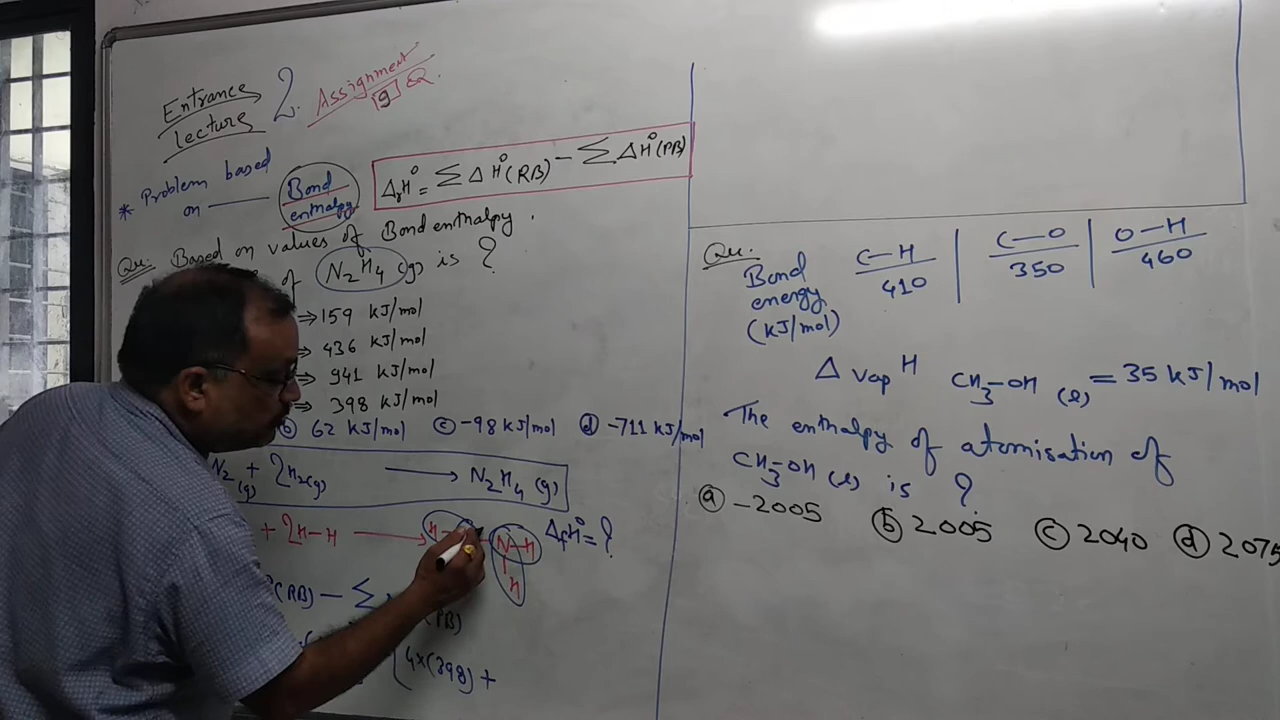 Entrance
lecture
2.
Assignment
9 Q.
* Problem based
on — Bond
enthalpy
ΔrH° = ∑ΔH°(RB) − ∑ΔH°(PB)
Qu: Based on values of Bond enthalpy.
of N2H4(g) is ?
⇒ 159 kJ/mol
⇒ 436 kJ/mol
⇒ 941 kJ/mol
⇒ 398 kJ/mol
ⓑ 62 kJ/mol ⓒ -98 kJ/mol ⓓ -711 kJ/mol
N2(g) + 2H2(g) → N2H4(g)
+ 2H−H → H N−H ΔfH° = ?
H
(RB) − ∑ (PB)
4×(398) +
Qu: Bond
energy
(kJ/mol)
C−H C−O O−H
410 350 460
Δvap H CH3−OH(l) = 35 kJ/mol
The enthalpy of atomisation of
CH3−OH(l) is ?
ⓐ -2005 ⓑ 2005 ⓒ 2040 ⓓ 2075